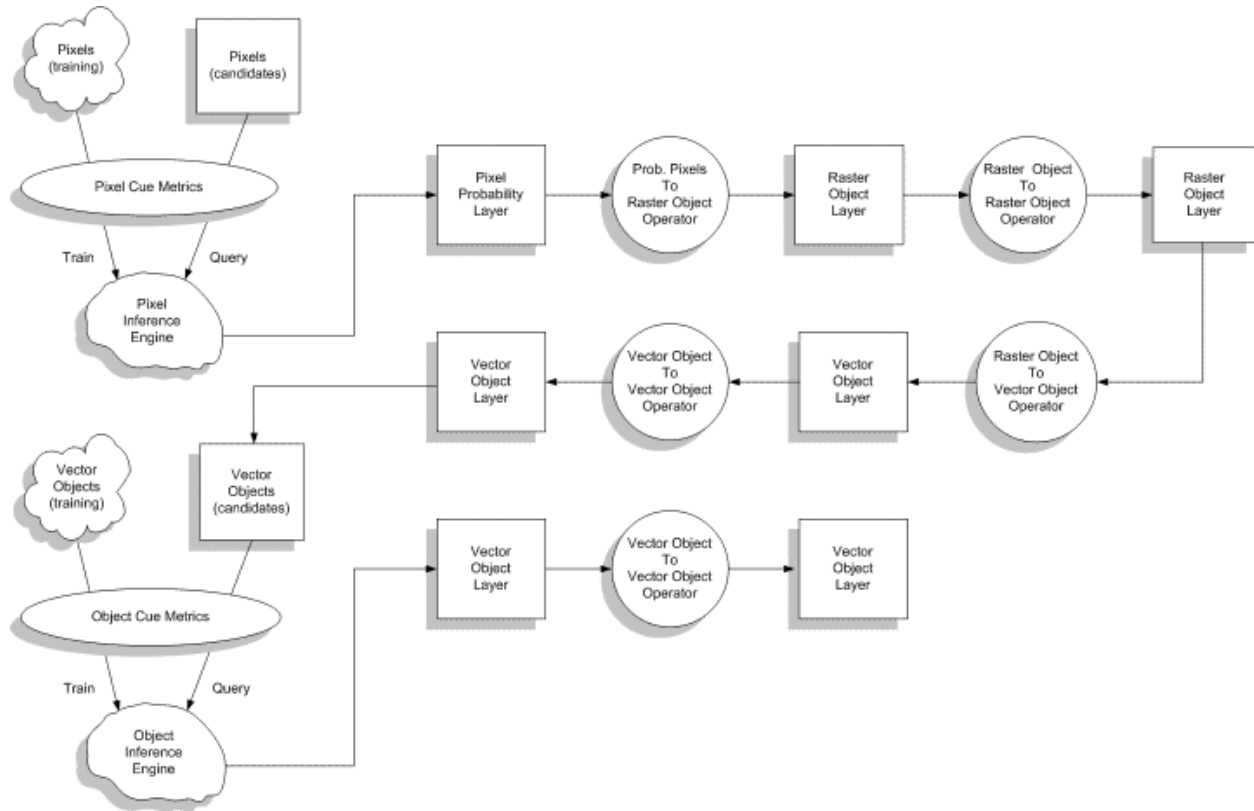 Pixels
(training)
Pixels
(candidates)
Pixel Cue Metrics
Train
Query
Pixel
Inference
Engine
Pixel
Probability
Layer
Prob. Pixels
To
Raster Object
Operator
Raster
Object
Layer
Raster Object
To
Raster Object
Operator
Raster
Object
Layer
Raster Object
To
Vector Object
Operator
Vector
Object
Layer
Vector Object
To
Vector Object
Operator
Vector
Object
Layer
Vector
Objects
(training)
Vector
Objects
(candidates)
Object Cue Metrics
Train
Query
Object
Inference
Engine
Vector
Object
Layer
Vector Object
To
Vector Object
Operator
Vector
Object
Layer